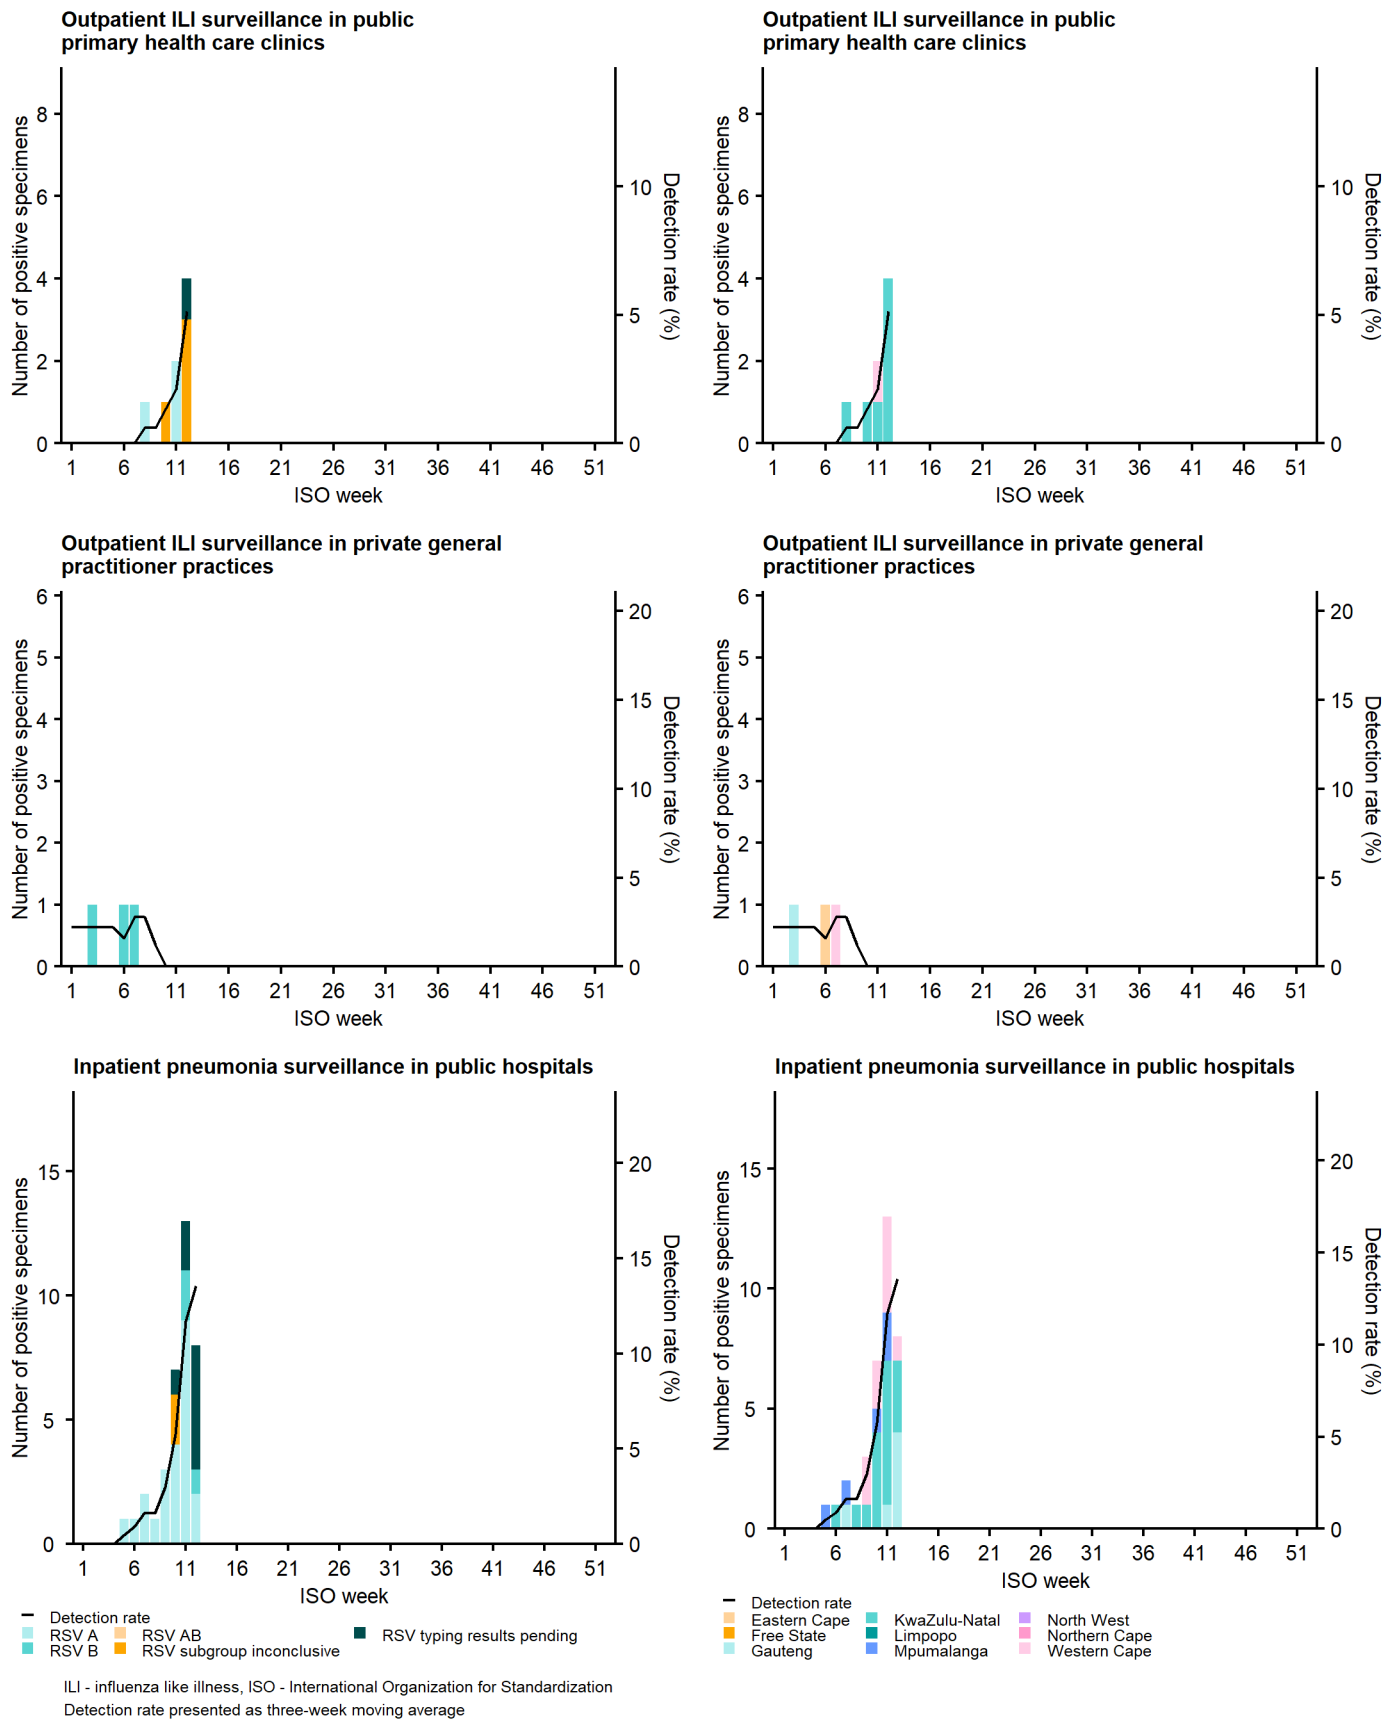 Outpatient ILI surveillance in public
primary health care clinics
Number of positive specimens
8
6
4
2
0
10
5
0
Detection rate (%)
1 6 11 16 21 26 31 36 41 46 51
ISO week
Outpatient ILI surveillance in public
primary health care clinics
Number of positive specimens
8
6
4
2
0
10
5
0
Detection rate (%)
1 6 11 16 21 26 31 36 41 46 51
ISO week
Outpatient ILI surveillance in private general
practitioner practices
Number of positive specimens
6
5
4
3
2
1
0
20
15
10
5
0
Detection rate (%)
1 6 11 16 21 26 31 36 41 46 51
ISO week
Outpatient ILI surveillance in private general
practitioner practices
Number of positive specimens
6
5
4
3
2
1
0
20
15
10
5
0
Detection rate (%)
1 6 11 16 21 26 31 36 41 46 51
ISO week
Inpatient pneumonia surveillance in public hospitals
Number of positive specimens
15
10
5
0
20
15
10
5
0
Detection rate (%)
1 6 11 16 21 26 31 36 41 46 51
ISO week
Detection rate
RSV A RSV AB RSV typing results pending
RSV B RSV subgroup inconclusive
Inpatient pneumonia surveillance in public hospitals
Number of positive specimens
15
10
5
0
20
15
10
5
0
Detection rate (%)
1 6 11 16 21 26 31 36 41 46 51
ISO week
Detection rate
Eastern Cape KwaZulu-Natal North West
Free State Limpopo Northern Cape
Gauteng Mpumalanga Western Cape
ILI - influenza like illness, ISO - International Organization for Standardization
Detection rate presented as three-week moving average